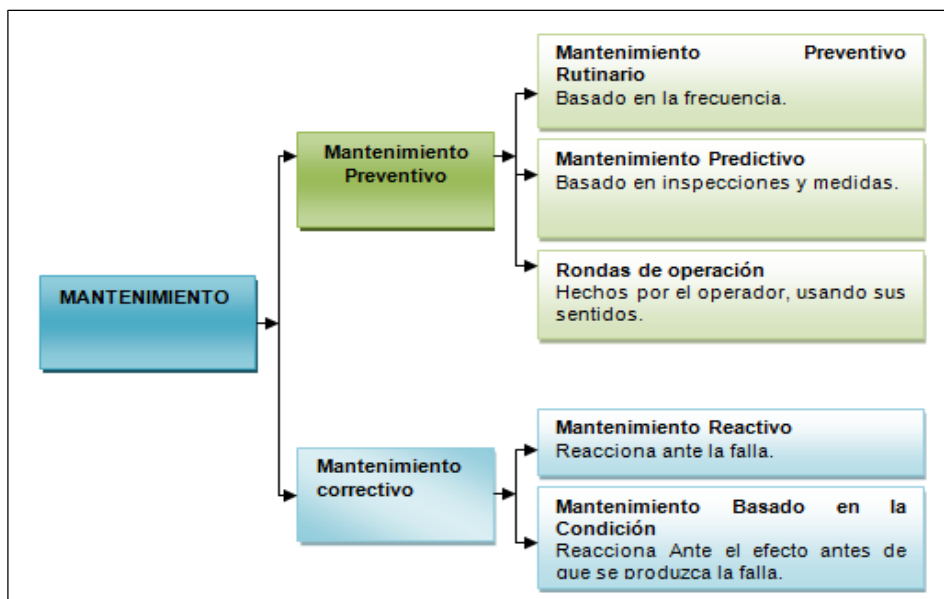 MANTENIMIENTO
Mantenimiento
Preventivo
Mantenimiento Preventivo
Rutinario
Basado en la frecuencia.
Mantenimiento Predictivo
Basado en inspecciones y medidas.
Rondas de operación
Hechos por el operador, usando sus
sentidos.
Mantenimiento
correctivo
Mantenimiento Reactivo
Reacciona ante la falla.
Mantenimiento Basado en la
Condición
Reacciona Ante el efecto antes de
que se produzca la falla.